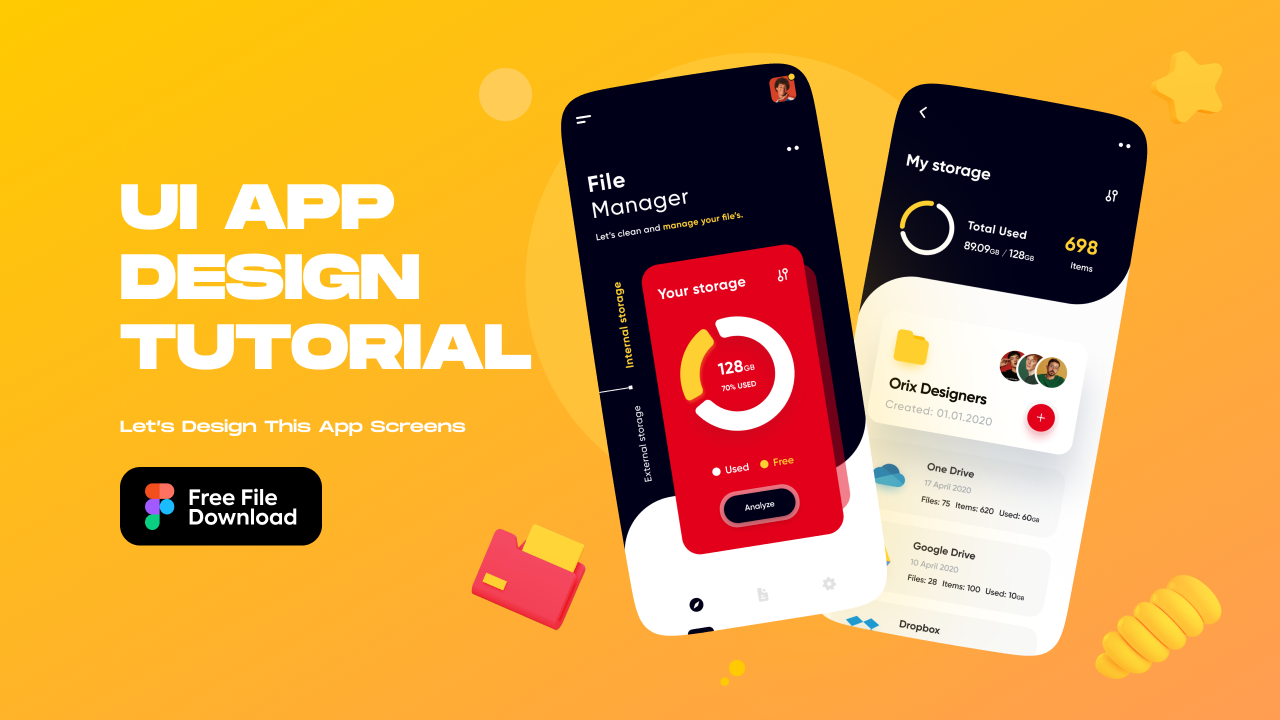 UI APP
DESIGN
TUTORIAL
Let's Design This App Screens
Free File
Download
File
Manager
Let's clean and manage your file's.
Internal storage
External storage
Your storage
128GB
70% USED
Used
Free
Analyze
My storage
Total Used
89.09GB / 128GB
698
Items
Orix Designers
Created: 01.01.2020
One Drive
17 April 2020
Files: 75 Items: 620 Used: 60GB
Google Drive
10 April 2020
Files: 28 Items: 100 Used: 10GB
Dropbox